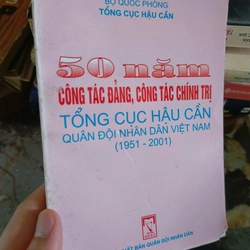 BỘ QUỐC PHÒNG
TỔNG CỤC HẬU CẦN
50 năm
CÔNG TÁC ĐẢNG, CÔNG TÁC CHÍNH TRỊ
TỔNG CỤC HẬU CẦN
QUÂN ĐỘI NHÂN DÂN VIỆT NAM
(1951 - 2001)
XUẤT BẢN QUÂN ĐỘI NHÂN DÂN